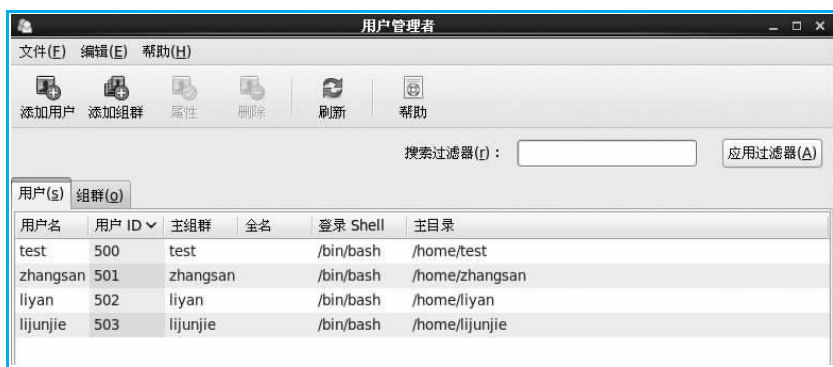 用户管理者
文件(F) 编辑(E) 帮助(H)
添加用户 添加组群 属性 删除 刷新 帮助
搜索过滤器(r)： 应用过滤器(A)
用户(s) 组群(o)
用户名 用户 ID 主组群 全名 登录 Shell 主目录
test 500 test /bin/bash /home/test
zhangsan 501 zhangsan /bin/bash /home/zhangsan
liyan 502 liyan /bin/bash /home/liyan
lijunjie 503 lijunjie /bin/bash /home/lijunjie